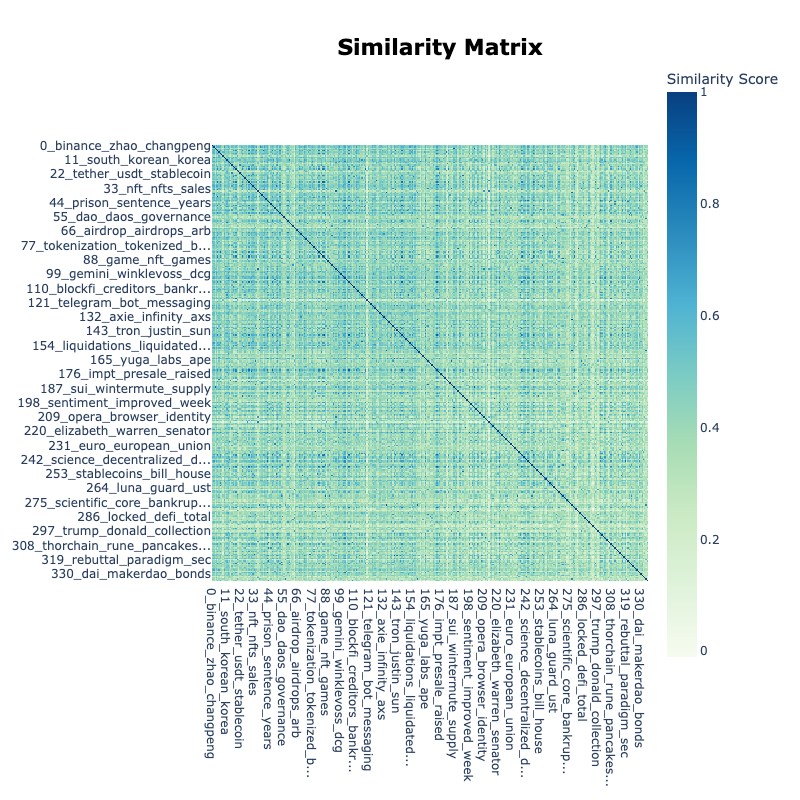 Similarity Matrix
Similarity Score
1
0.8
0.6
0.4
0.2
0
0_binance_zhao_changpeng
11_south_korean_korea
22_tether_usdt_stablecoin
33_nft_nfts_sales
44_prison_sentence_years
55_dao_daos_governance
66_airdrop_airdrops_arb
77_tokenization_tokenized_b...
88_game_nft_games
99_gemini_winklevoss_dcg
110_blockfi_creditors_bankr...
121_telegram_bot_messaging
132_axie_infinity_axs
143_tron_justin_sun
154_liquidations_liquidated...
165_yuga_labs_ape
176_impt_presale_raised
187_sui_wintermute_supply
198_sentiment_improved_week
209_opera_browser_identity
220_elizabeth_warren_senator
231_euro_european_union
242_science_decentralized_d...
253_stablecoins_bill_house
264_luna_guard_ust
275_scientific_core_bankrup...
286_locked_defi_total
297_trump_donald_collection
308_thorchain_rune_pancakes...
319_rebuttal_paradigm_sec
330_dai_makerdao_bonds
0_binance_zhao_changpeng
11_south_korean_korea
22_tether_usdt_stablecoin
33_nft_nfts_sales
44_prison_sentence_years
55_dao_daos_governance
66_airdrop_airdrops_arb
77_tokenization_tokenized_b...
88_game_nft_games
99_gemini_winklevoss_dcg
110_blockfi_creditors_bankr...
121_telegram_bot_messaging
132_axie_infinity_axs
143_tron_justin_sun
154_liquidations_liquidated...
165_yuga_labs_ape
176_impt_presale_raised
187_sui_wintermute_supply
198_sentiment_improved_week
209_opera_browser_identity
220_elizabeth_warren_senator
231_euro_european_union
242_science_decentralized_d...
253_stablecoins_bill_house
264_luna_guard_ust
275_scientific_core_bankrup...
286_locked_defi_total
297_trump_donald_collection
308_thorchain_rune_pancakes...
319_rebuttal_paradigm_sec
330_dai_makerdao_bonds